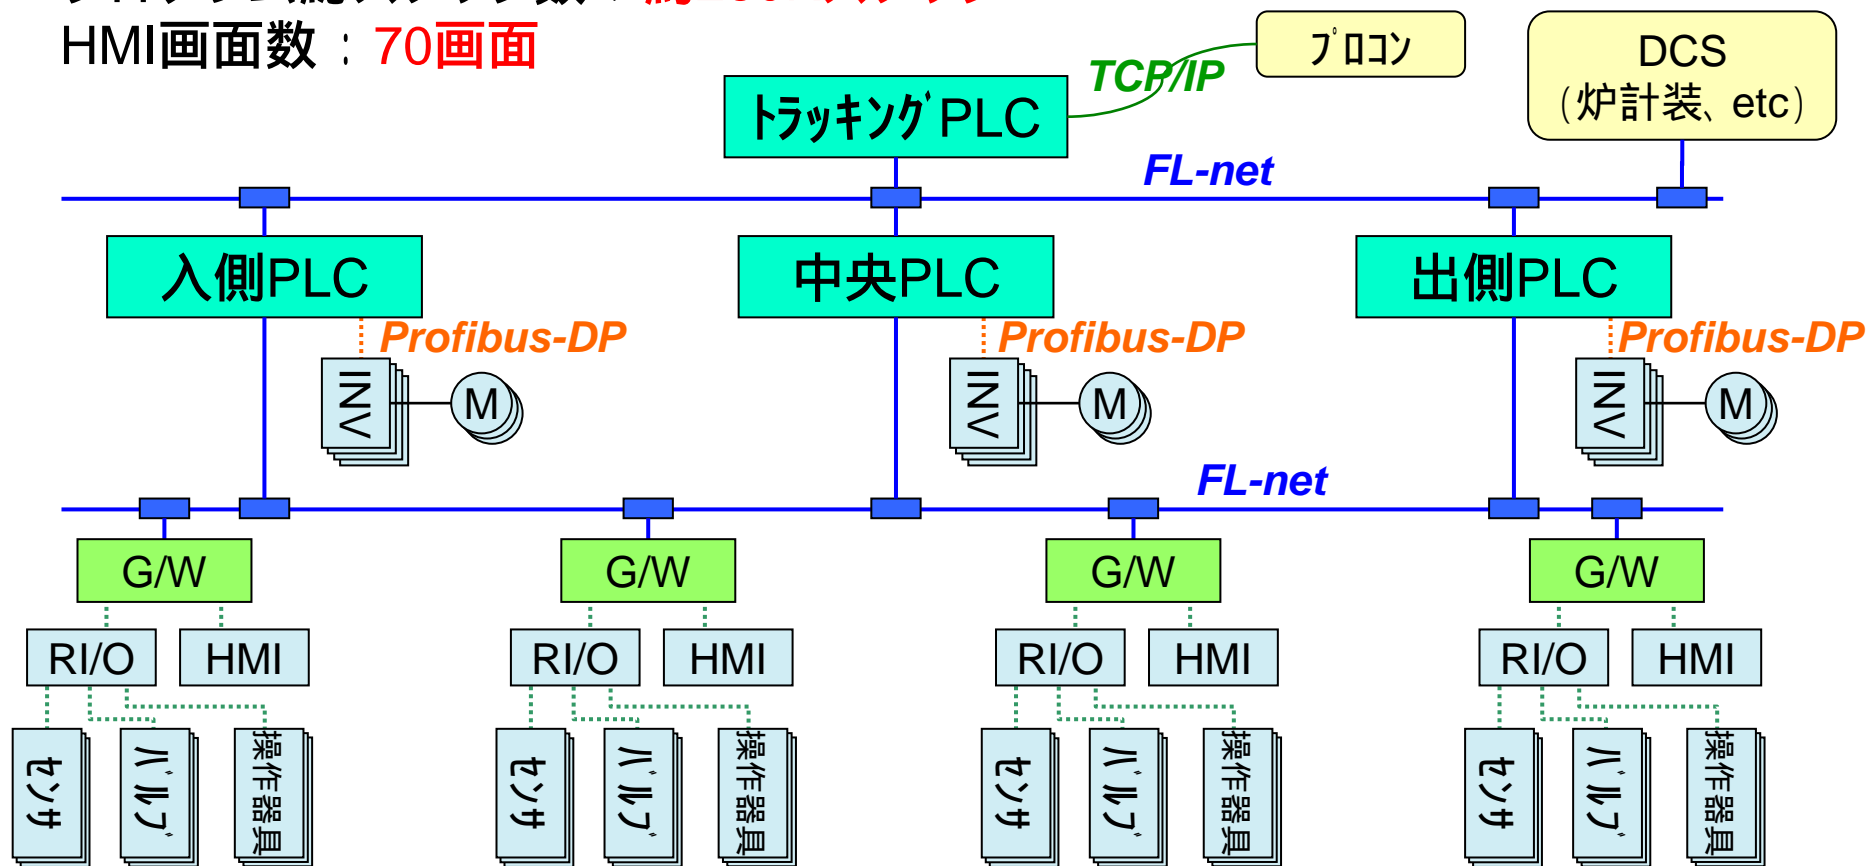 HMI画面数：70画面
ﾌﾟﾛｺﾝ
DCS
(炉計装、etc)
TCP/IP
ﾄﾗｯｷﾝｸﾞPLC
FL-net
入側PLC
中央PLC
出側PLC
Profibus-DP
Profibus-DP
Profibus-DP
INV
M
INV
M
INV
M
FL-net
G/W
G/W
G/W
G/W
RI/O
HMI
RI/O
HMI
RI/O
HMI
RI/O
HMI
ｾﾝｻ
ﾊﾞﾙﾌﾞ
操作器具
ｾﾝｻ
ﾊﾞﾙﾌﾞ
操作器具
ｾﾝｻ
ﾊﾞﾙﾌﾞ
操作器具
ｾﾝｻ
ﾊﾞﾙﾌﾞ
操作器具